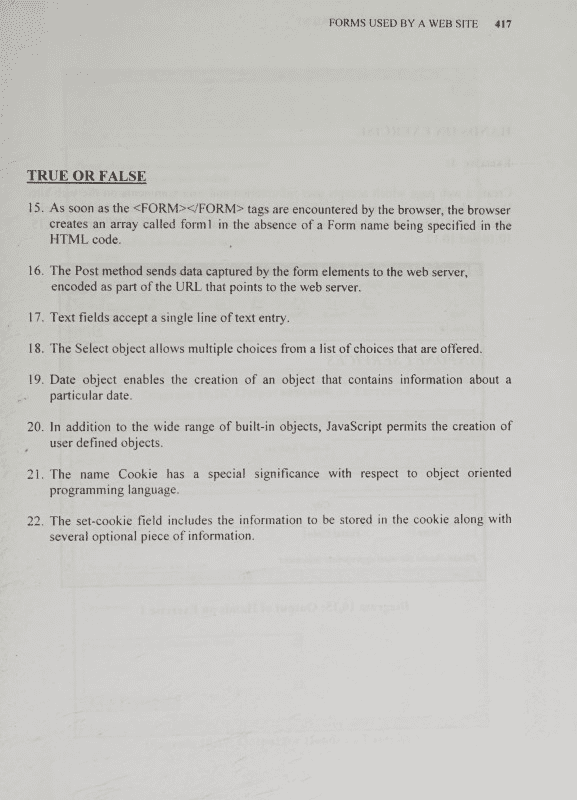 FORMS USED BY A WEB SITE 417
TRUE OR FALSE
15. As soon as the <FORM></FORM> tags are encountered by the browser, the browser
creates an array called form1 in the absence of a Form name being specified in the
HTML code.
16. The Post method sends data captured by the form elements to the web server,
encoded as part of the URL that points to the web server.
17. Text fields accept a single line of text entry.
18. The Select object allows multiple choices from a list of choices that are offered.
19. Date object enables the creation of an object that contains information about a
particular date.
20. In addition to the wide range of built-in objects, JavaScript permits the creation of
user defined objects.
21. The name Cookie has a special significance with respect to object oriented
programming language.
22. The set-cookie field includes the information to be stored in the cookie along with
several optional piece of information.